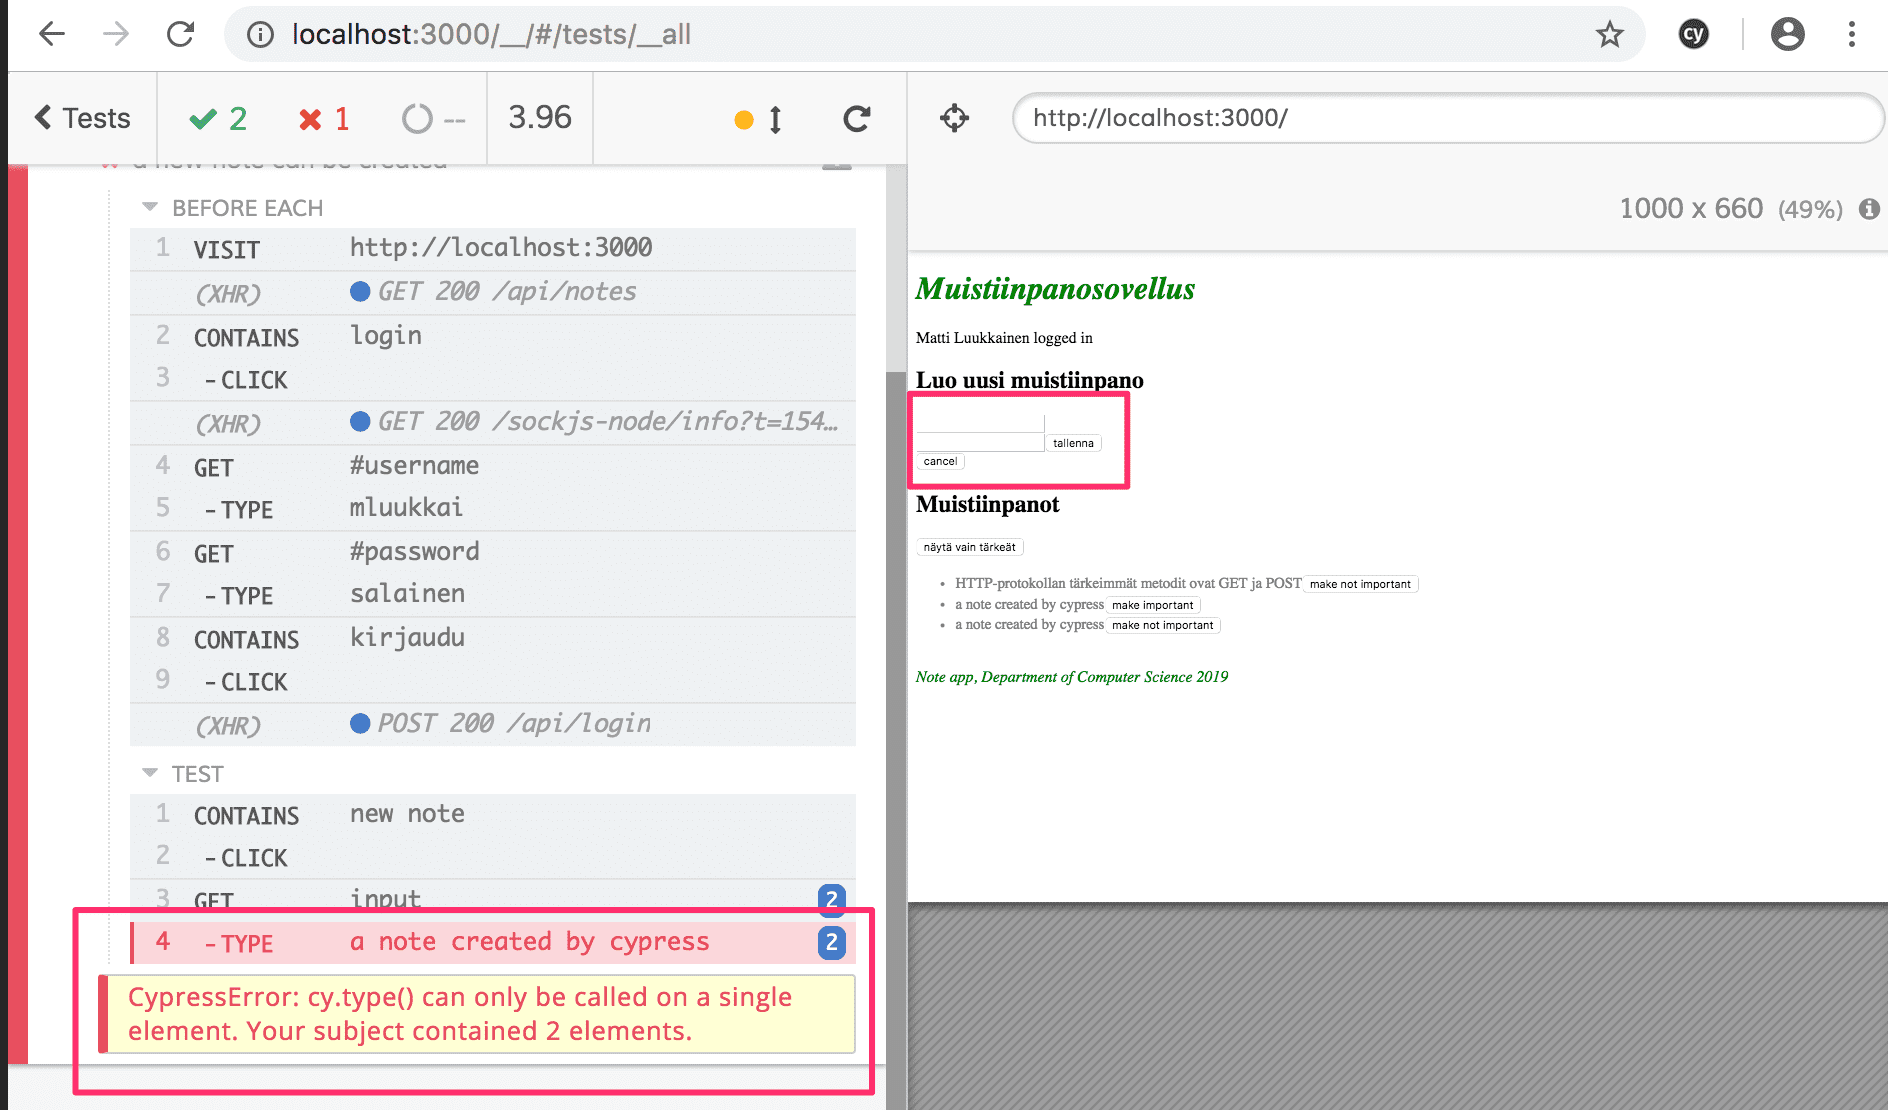 localhost:3000/__/#/tests/__all
cy
Tests
2
1
--
3.96
http://localhost:3000/
1000 x 660 (49%)
a new note can be created
BEFORE EACH
1 VISIT http://localhost:3000
(XHR) GET 200 /api/notes
2 CONTAINS login
3 -CLICK
(XHR) GET 200 /sockjs-node/info?t=154…
4 GET #username
5 -TYPE mluukkai
6 GET #password
7 -TYPE salainen
8 CONTAINS kirjaudu
9 -CLICK
(XHR) POST 200 /api/login
TEST
1 CONTAINS new note
2 -CLICK
3 GET input 2
4 -TYPE a note created by cypress 2
CypressError: cy.type() can only be called on a single
element. Your subject contained 2 elements.
Muistiinpanosovellus
Matti Luukkainen logged in
Luo uusi muistiinpano
tallenna
cancel
Muistiinpanot
näytä vain tärkeät
• HTTP-protokollan tärkeimmät metodit ovat GET ja POST make not important
• a note created by cypress make important
• a note created by cypress make not important
Note app, Department of Computer Science 2019